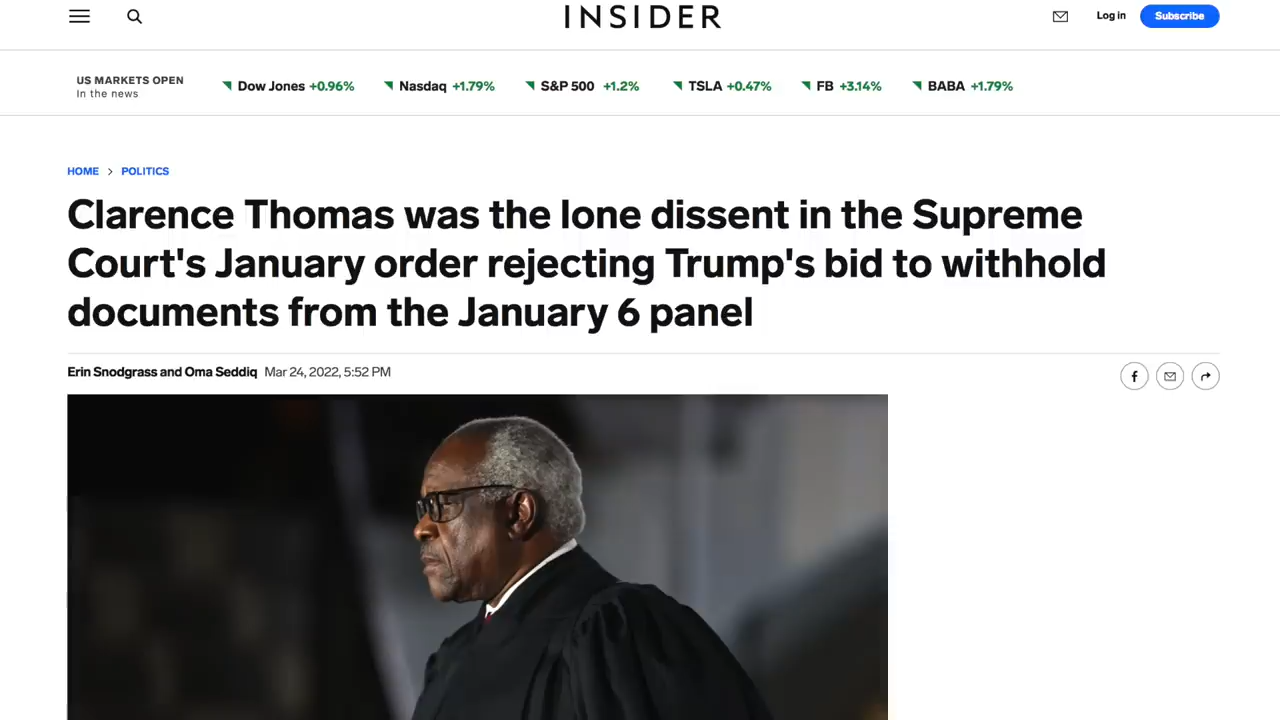 INSIDER
Log in
Subscribe
US MARKETS OPEN
In the news
Dow Jones +0.96%
Nasdaq +1.79%
S&P 500 +1.2%
TSLA +0.47%
FB +3.14%
BABA +1.79%
HOME > POLITICS
Clarence Thomas was the lone dissent in the Supreme
Court's January order rejecting Trump's bid to withhold
documents from the January 6 panel
Erin Snodgrass and Oma Seddiq Mar 24, 2022, 5:52 PM